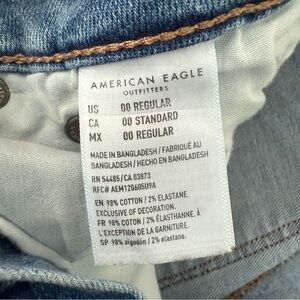 AMERICAN EAGLE
OUTFITTERS
US 00 REGULAR
CA 00 STANDARD
MX 00 REGULAR
MADE IN BANGLADESH / FABRIQUÉ AU
BANGLADESH / HECHO EN BANGLADESH
RN 54485/CA 03873
RFC# AEM120605U9A
EN 98% COTTON / 2% ELASTANE.
EXCLUSIVE OF DECORATION.
FR 98% COTON / 2% ÉLASTHANNE. À
L'EXCEPTION DE LA GARNITURE.
SP 98% algodón / 2% elastano.